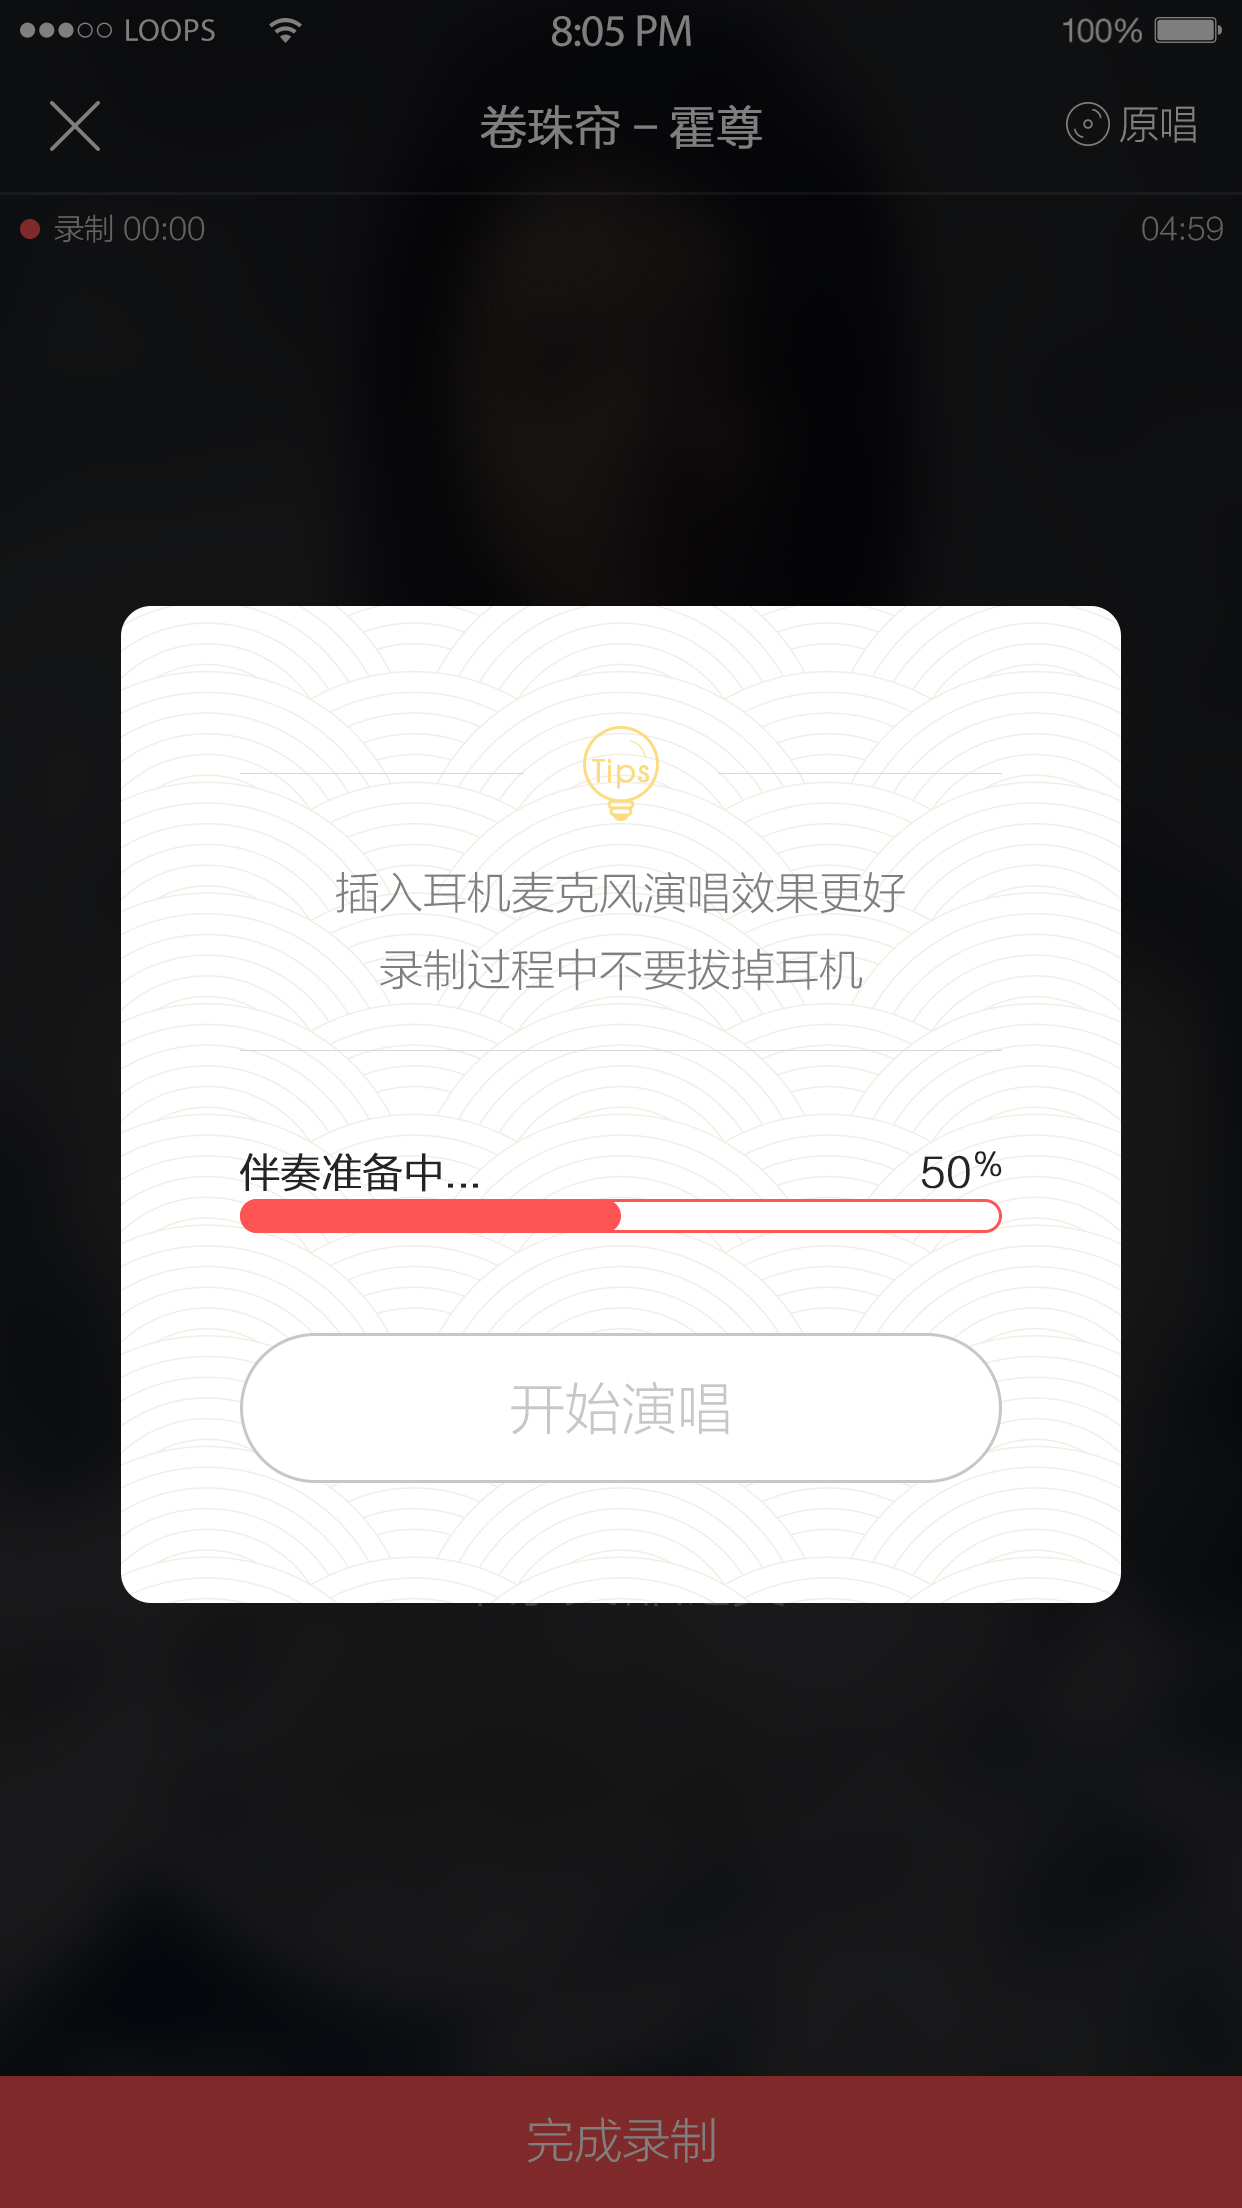 LOOPS 8:05 PM 100%
卷珠帘 – 霍尊 原唱
录制 00:00 04:59
Tips
插入耳机麦克风演唱效果更好
录制过程中不要拔掉耳机
伴奏准备中... 50%
开始演唱
完成录制